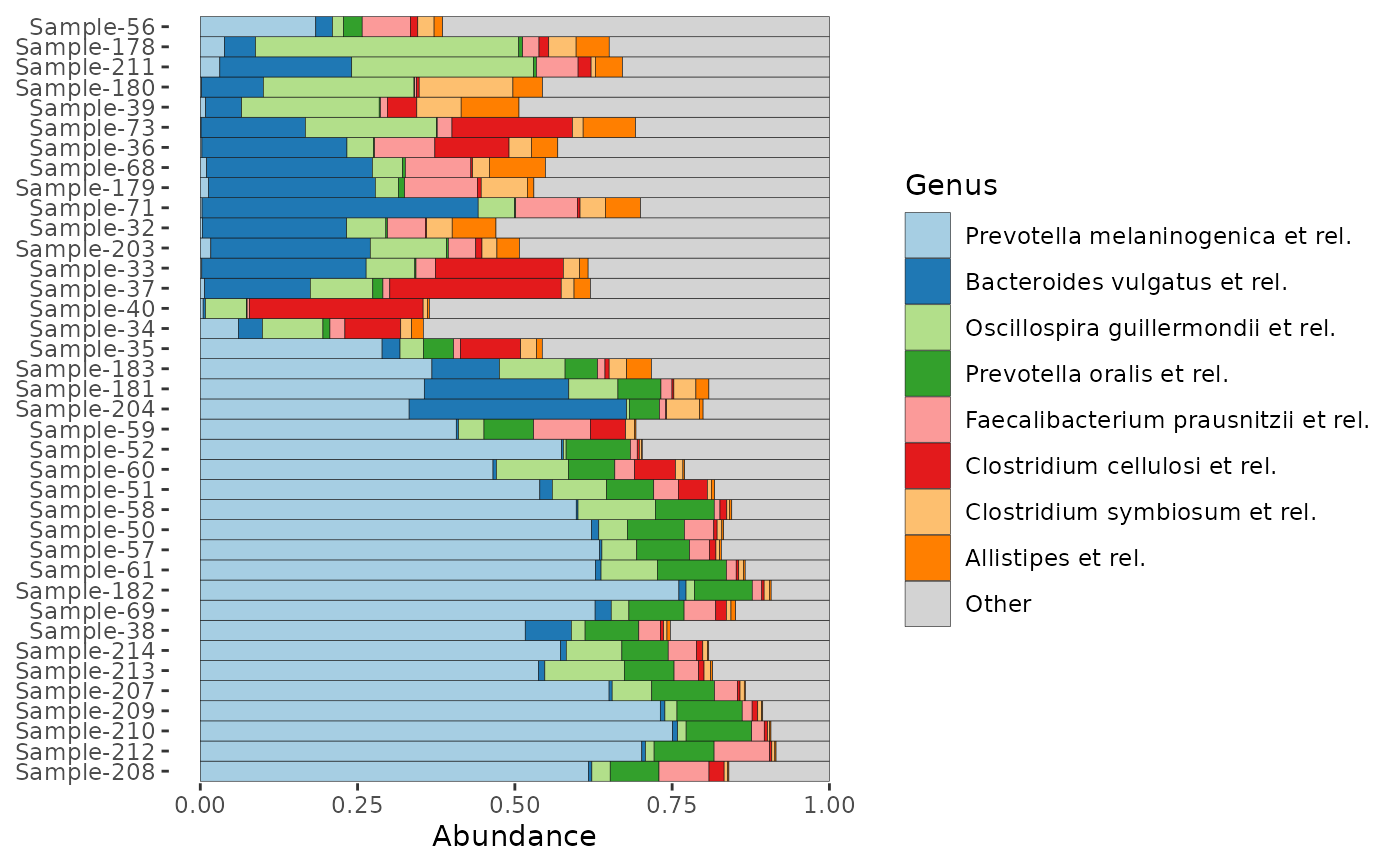 Sample-56
Sample-178
Sample-211
Sample-180
Sample-39
Sample-73
Sample-36
Sample-68
Sample-179
Sample-71
Sample-32
Sample-203
Sample-33
Sample-37
Sample-40
Sample-34
Sample-35
Sample-183
Sample-181
Sample-204
Sample-59
Sample-52
Sample-60
Sample-51
Sample-58
Sample-50
Sample-57
Sample-61
Sample-182
Sample-69
Sample-38
Sample-214
Sample-213
Sample-207
Sample-209
Sample-210
Sample-212
Sample-208
0.00 0.25 0.50 0.75 1.00
Abundance
Genus
Prevotella melaninogenica et rel.
Bacteroides vulgatus et rel.
Oscillospira guillermondii et rel.
Prevotella oralis et rel.
Faecalibacterium prausnitzii et rel.
Clostridium cellulosi et rel.
Clostridium symbiosum et rel.
Allistipes et rel.
Other